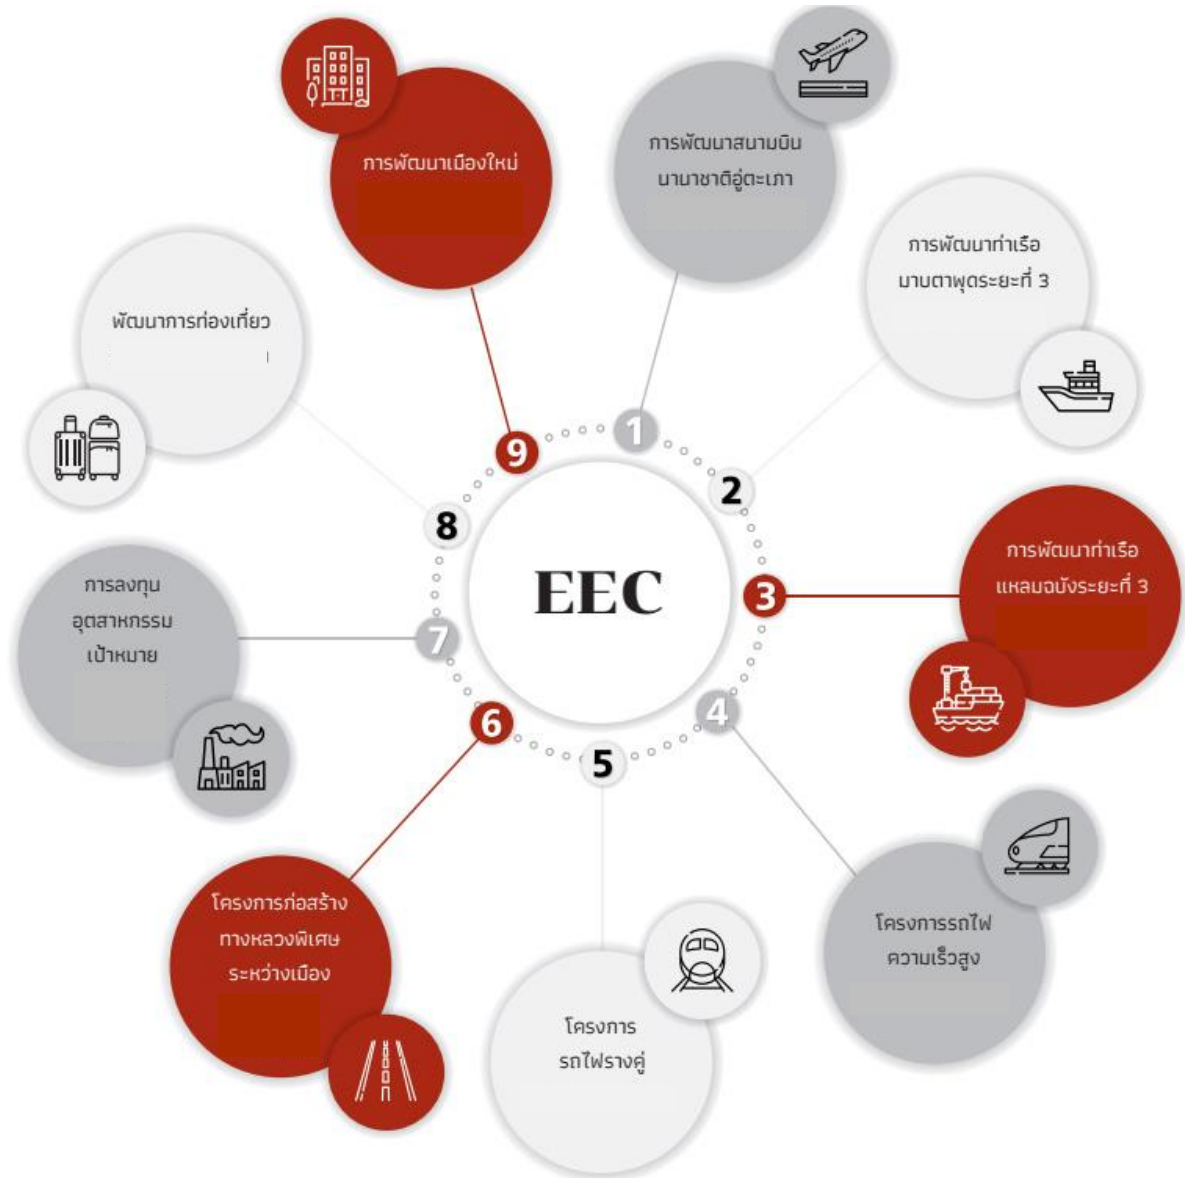 EEC
1
การพัฒนาสนามบิน
นานาชาติอู่ตะเภา
2
การพัฒนาท่าเรือ
มาบตาพุดระยะที่ 3
3
การพัฒนาท่าเรือ
แหลมฉบังระยะที่ 3
4
โครงการรถไฟ
ความเร็วสูง
5
โครงการ
รถไฟรางคู่
6
โครงการก่อสร้าง
ทางหลวงพิเศษ
ระหว่างเมือง
7
การลงทุน
อุตสาหกรรม
เป้าหมาย
8
พัฒนาการท่องเที่ยว
9
การพัฒนาเมืองใหม่